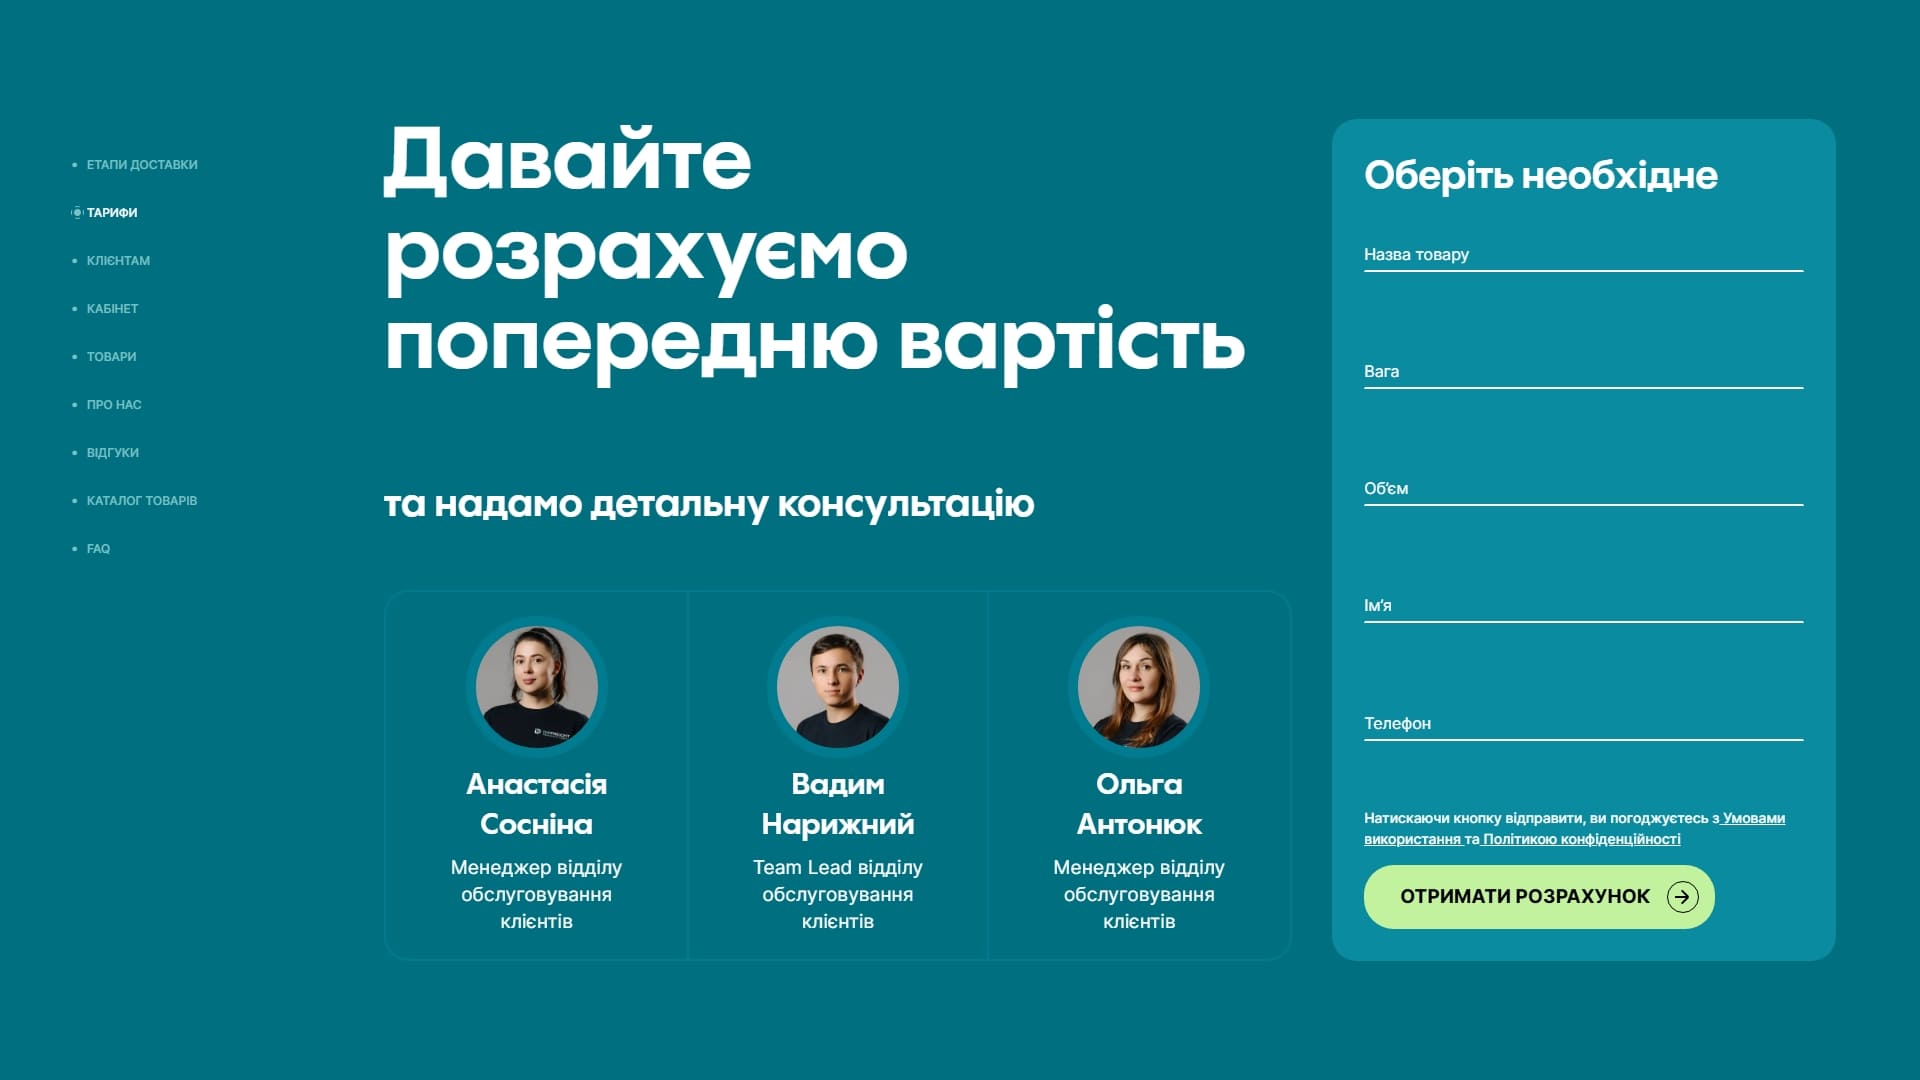 ЕТАПИ ДОСТАВКИ
ТАРИФИ
КЛІЄНТАМ
КАБІНЕТ
ТОВАРИ
ПРО НАС
ВІДГУКИ
КАТАЛОГ ТОВАРІВ
FAQ
Давайте
розрахуємо
попередню вартість
та надамо детальну консультацію
Анастасія
Сосніна
Менеджер відділу
обслуговування
клієнтів
Вадим
Нарижний
Team Lead відділу
обслуговування
клієнтів
Ольга
Антонюк
Менеджер відділу
обслуговування
клієнтів
Оберіть необхідне
Назва товару
Вага
Об'єм
Ім'я
Телефон
Натискаючи кнопку відправити, ви погоджуєтесь з Умовами
використання та Політикою конфіденційності
ОТРИМАТИ РОЗРАХУНОК